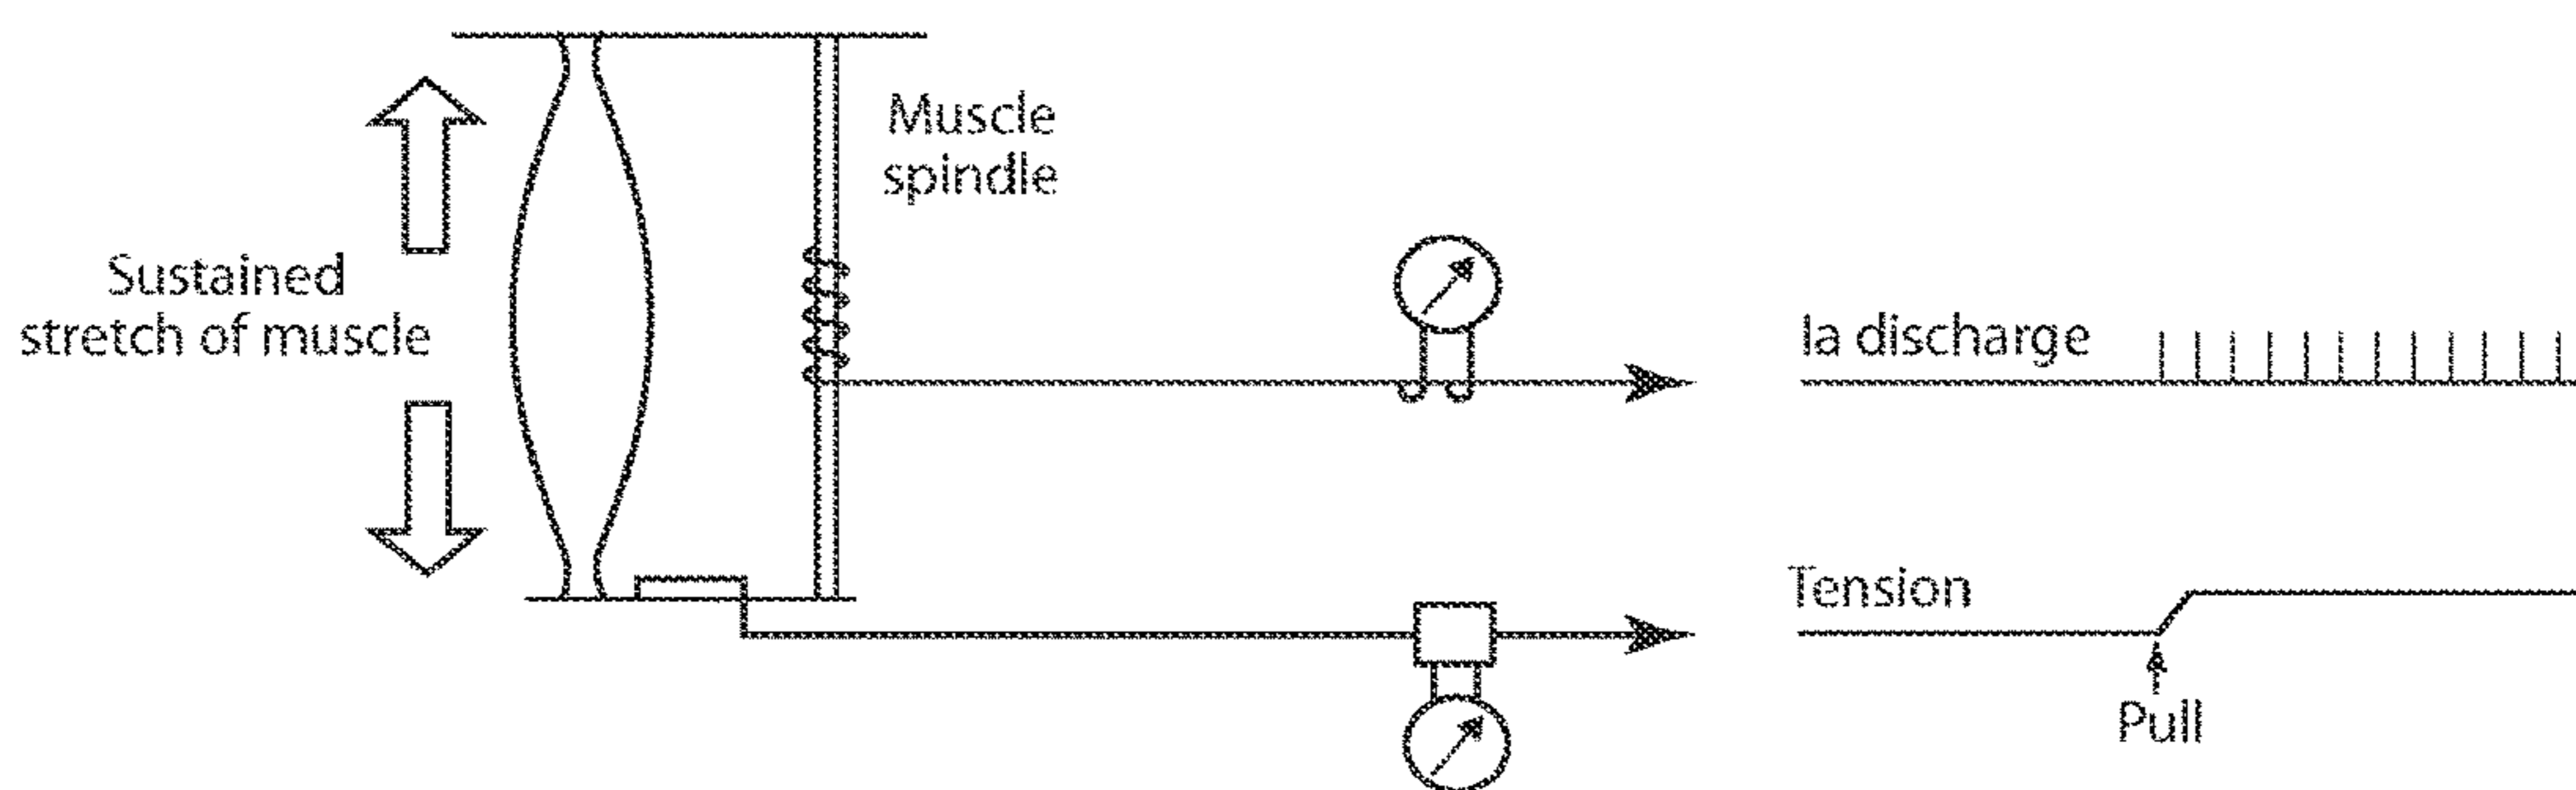 Muscle
spindle
Sustained
stretch of muscle
Ia discharge
Tension
Pull